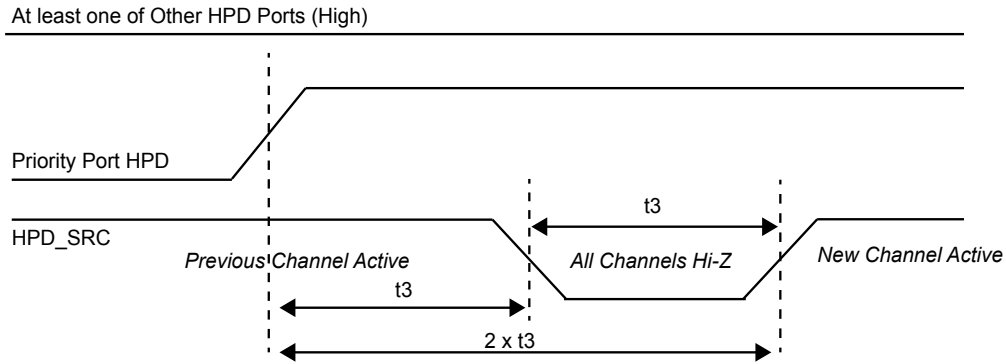 At least one of Other HPD Ports (High)
Priority Port HPD
t3
HPD_SRC
Previous Channel Active
All Channels Hi-Z
New Channel Active
t3
2 x t3